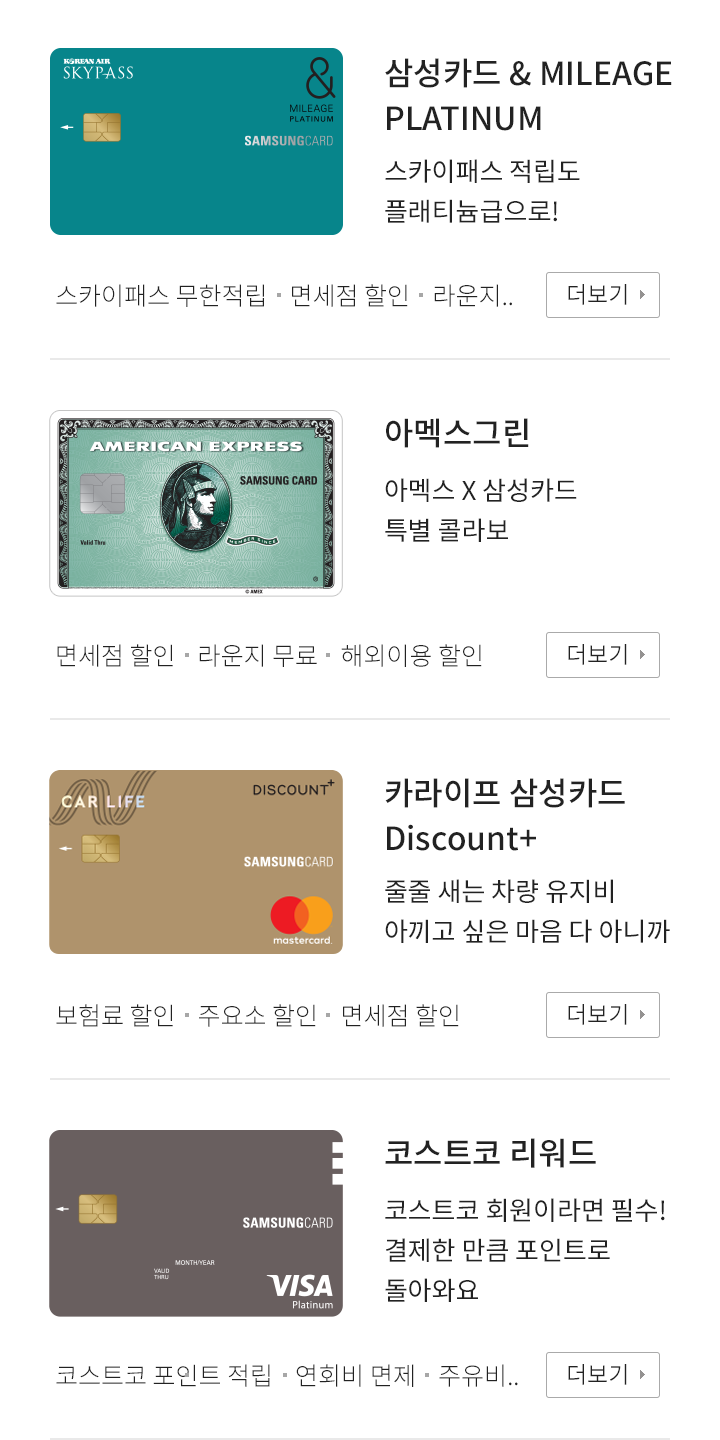 KOREAN AIR
SKYPASS
&
MILEAGE
PLATINUM
SAMSUNGCARD
삼성카드 & MILEAGE
PLATINUM
스카이패스 적립도
플래티늄급으로!
스카이패스 무한적립 • 면세점 할인 • 라운지..
더보기
AMERICAN EXPRESS
SAMSUNG CARD
Valid Thru
MEMBER SINCE
®
© AMEX
아멕스그린
아멕스 X 삼성카드
특별 콜라보
면세점 할인 • 라운지 무료 • 해외이용 할인
더보기
CAR LIFE
DISCOUNT+
SAMSUNGCARD
mastercard.
카라이프 삼성카드
Discount+
줄줄 새는 차량 유지비
아끼고 싶은 마음 다 아니까
보험료 할인 • 주요소 할인 • 면세점 할인
더보기
SAMSUNGCARD
MONTH/YEAR
VALID
THRU
VISA
Platinum
코스트코 리워드
코스트코 회원이라면 필수!
결제한 만큼 포인트로
돌아와요
코스트코 포인트 적립 • 연회비 면제 • 주유비..
더보기